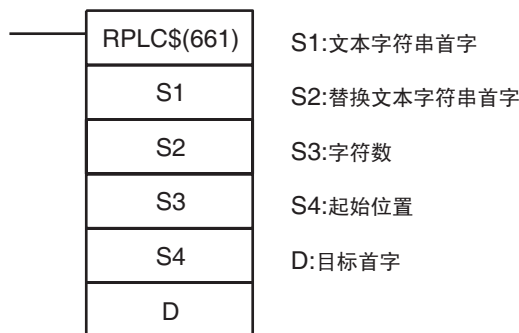 RPLC$(661)
S1:文本字符串首字
S1
S2:替换文本字符串首字
S2
S3:字符数
S3
S4:起始位置
S4
D:目标首字
D